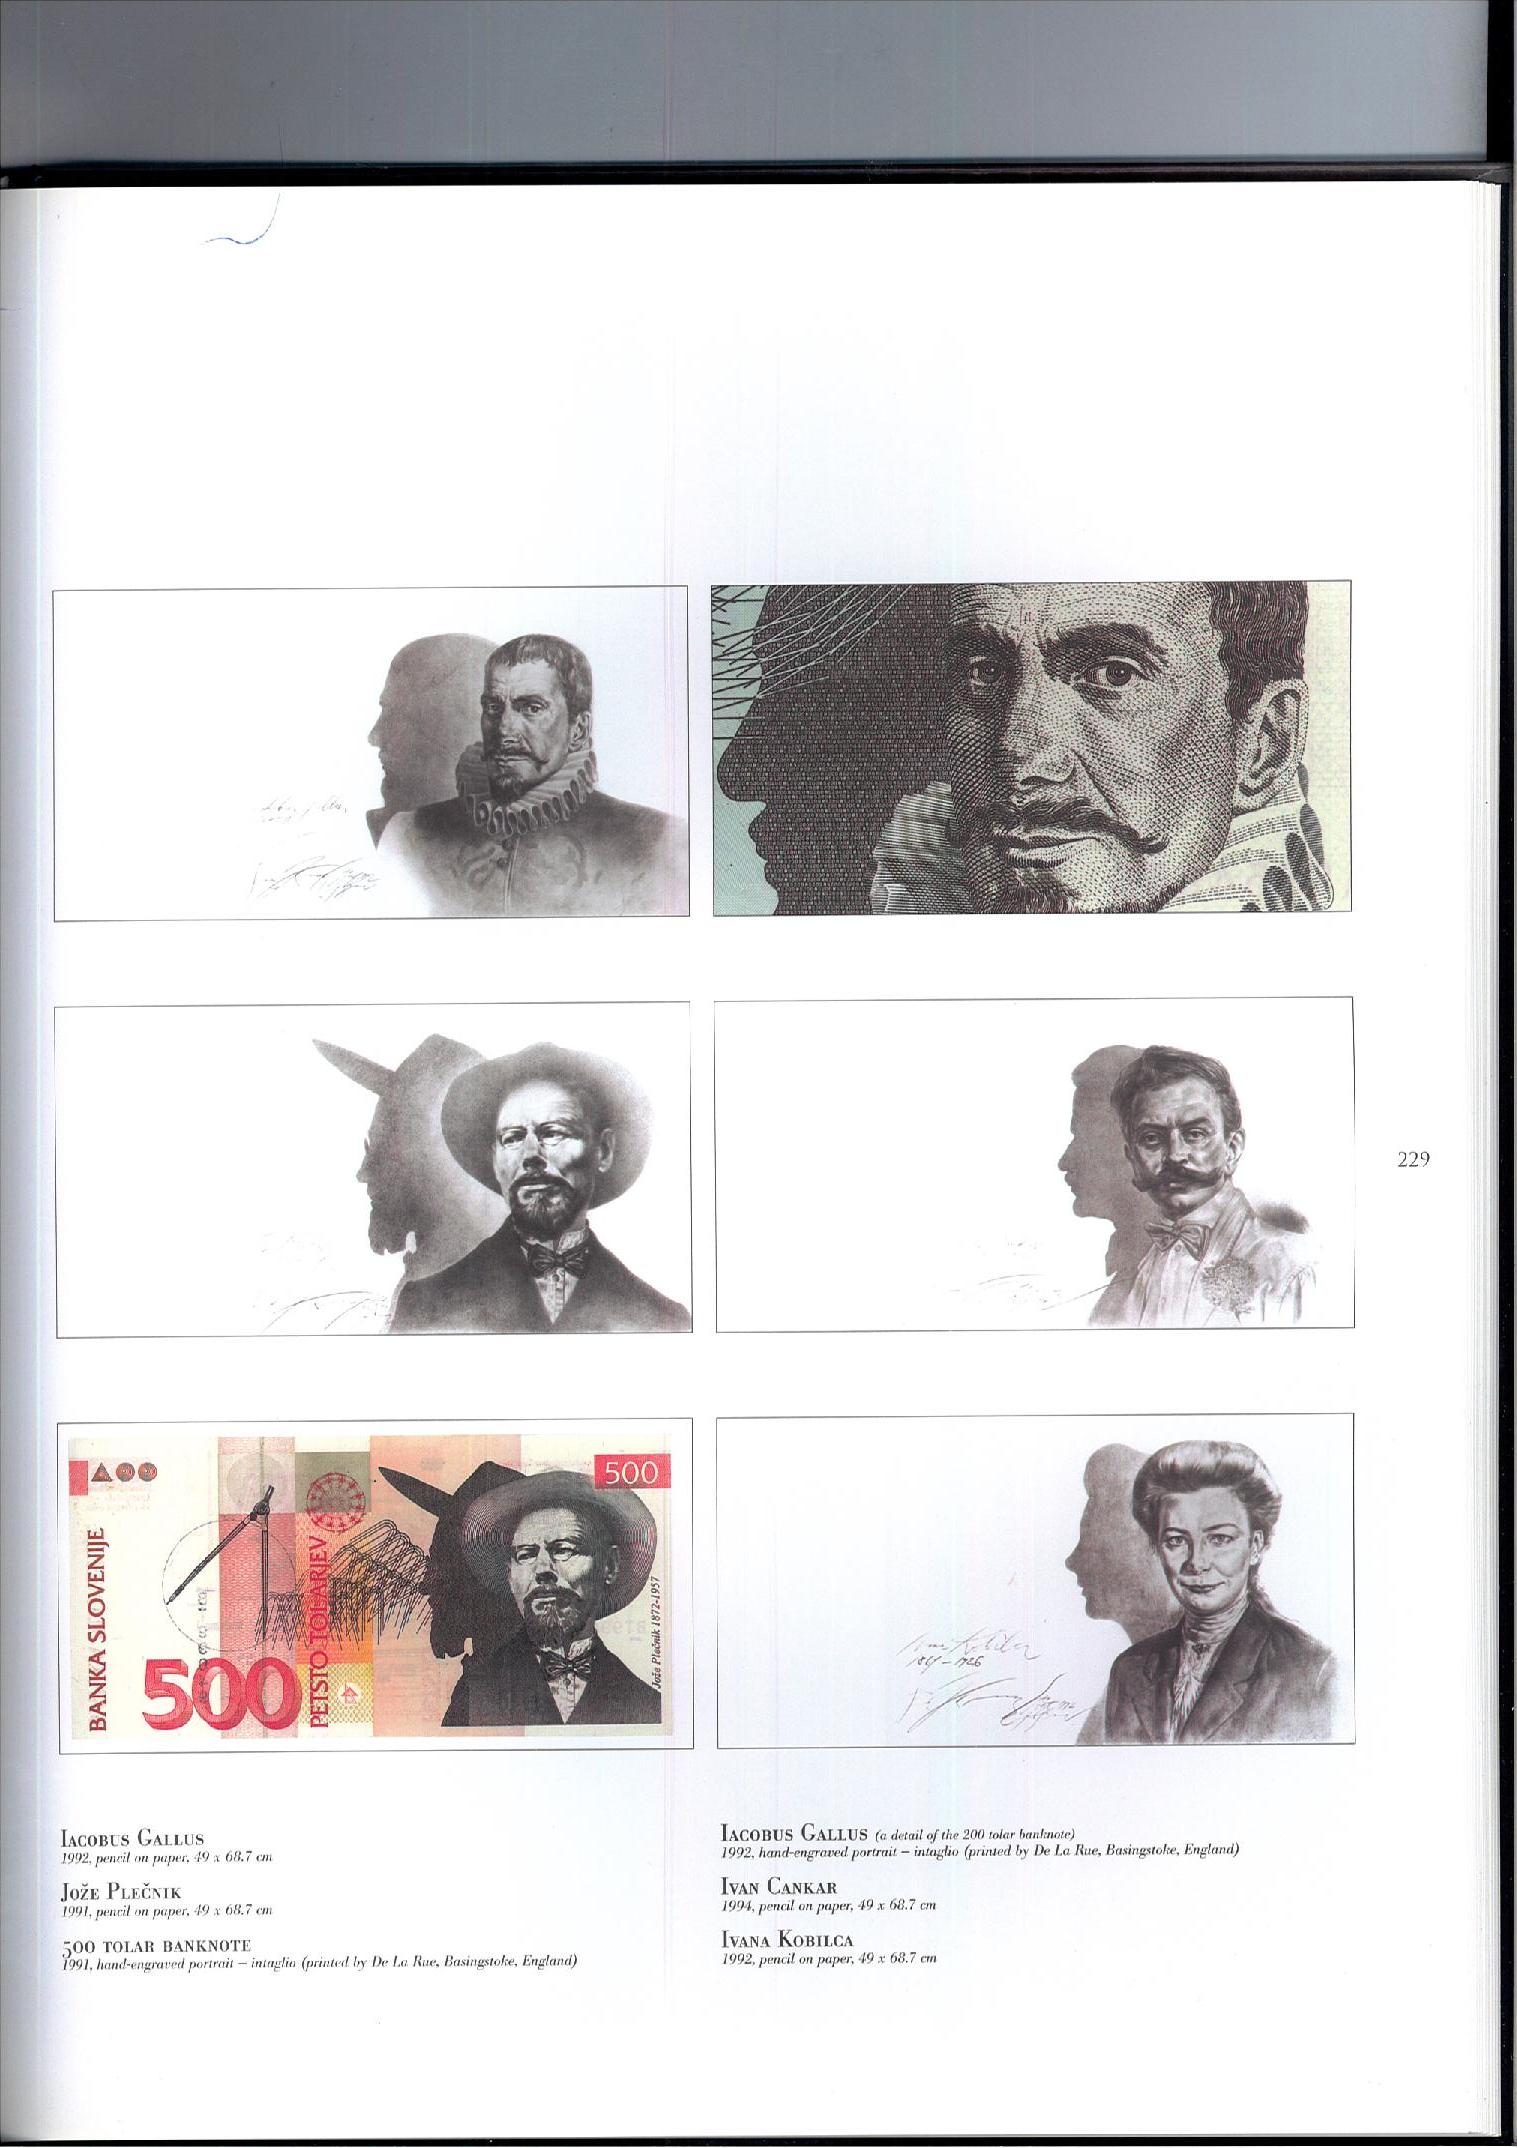 500
BANKA SLOVENIJE
500
PETSTO TOLARJEV
Jože Plečnik 1872-1957
229
IACOBUS GALLUS
1992, pencil on paper, 49 x 68.7 cm
JOŽE PLEČNIK
1991, pencil on paper, 49 x 68.7 cm
500 TOLAR BANKNOTE
1991, hand-engraved portrait – intaglio (printed by De La Rue, Basingstoke, England)
IACOBUS GALLUS (a detail of the 200 tolar banknote)
1992, hand-engraved portrait – intaglio (printed by De La Rue, Basingstoke, England)
IVAN CANKAR
1994, pencil on paper, 49 x 68.7 cm
IVANA KOBILCA
1992, pencil on paper, 49 x 68.7 cm